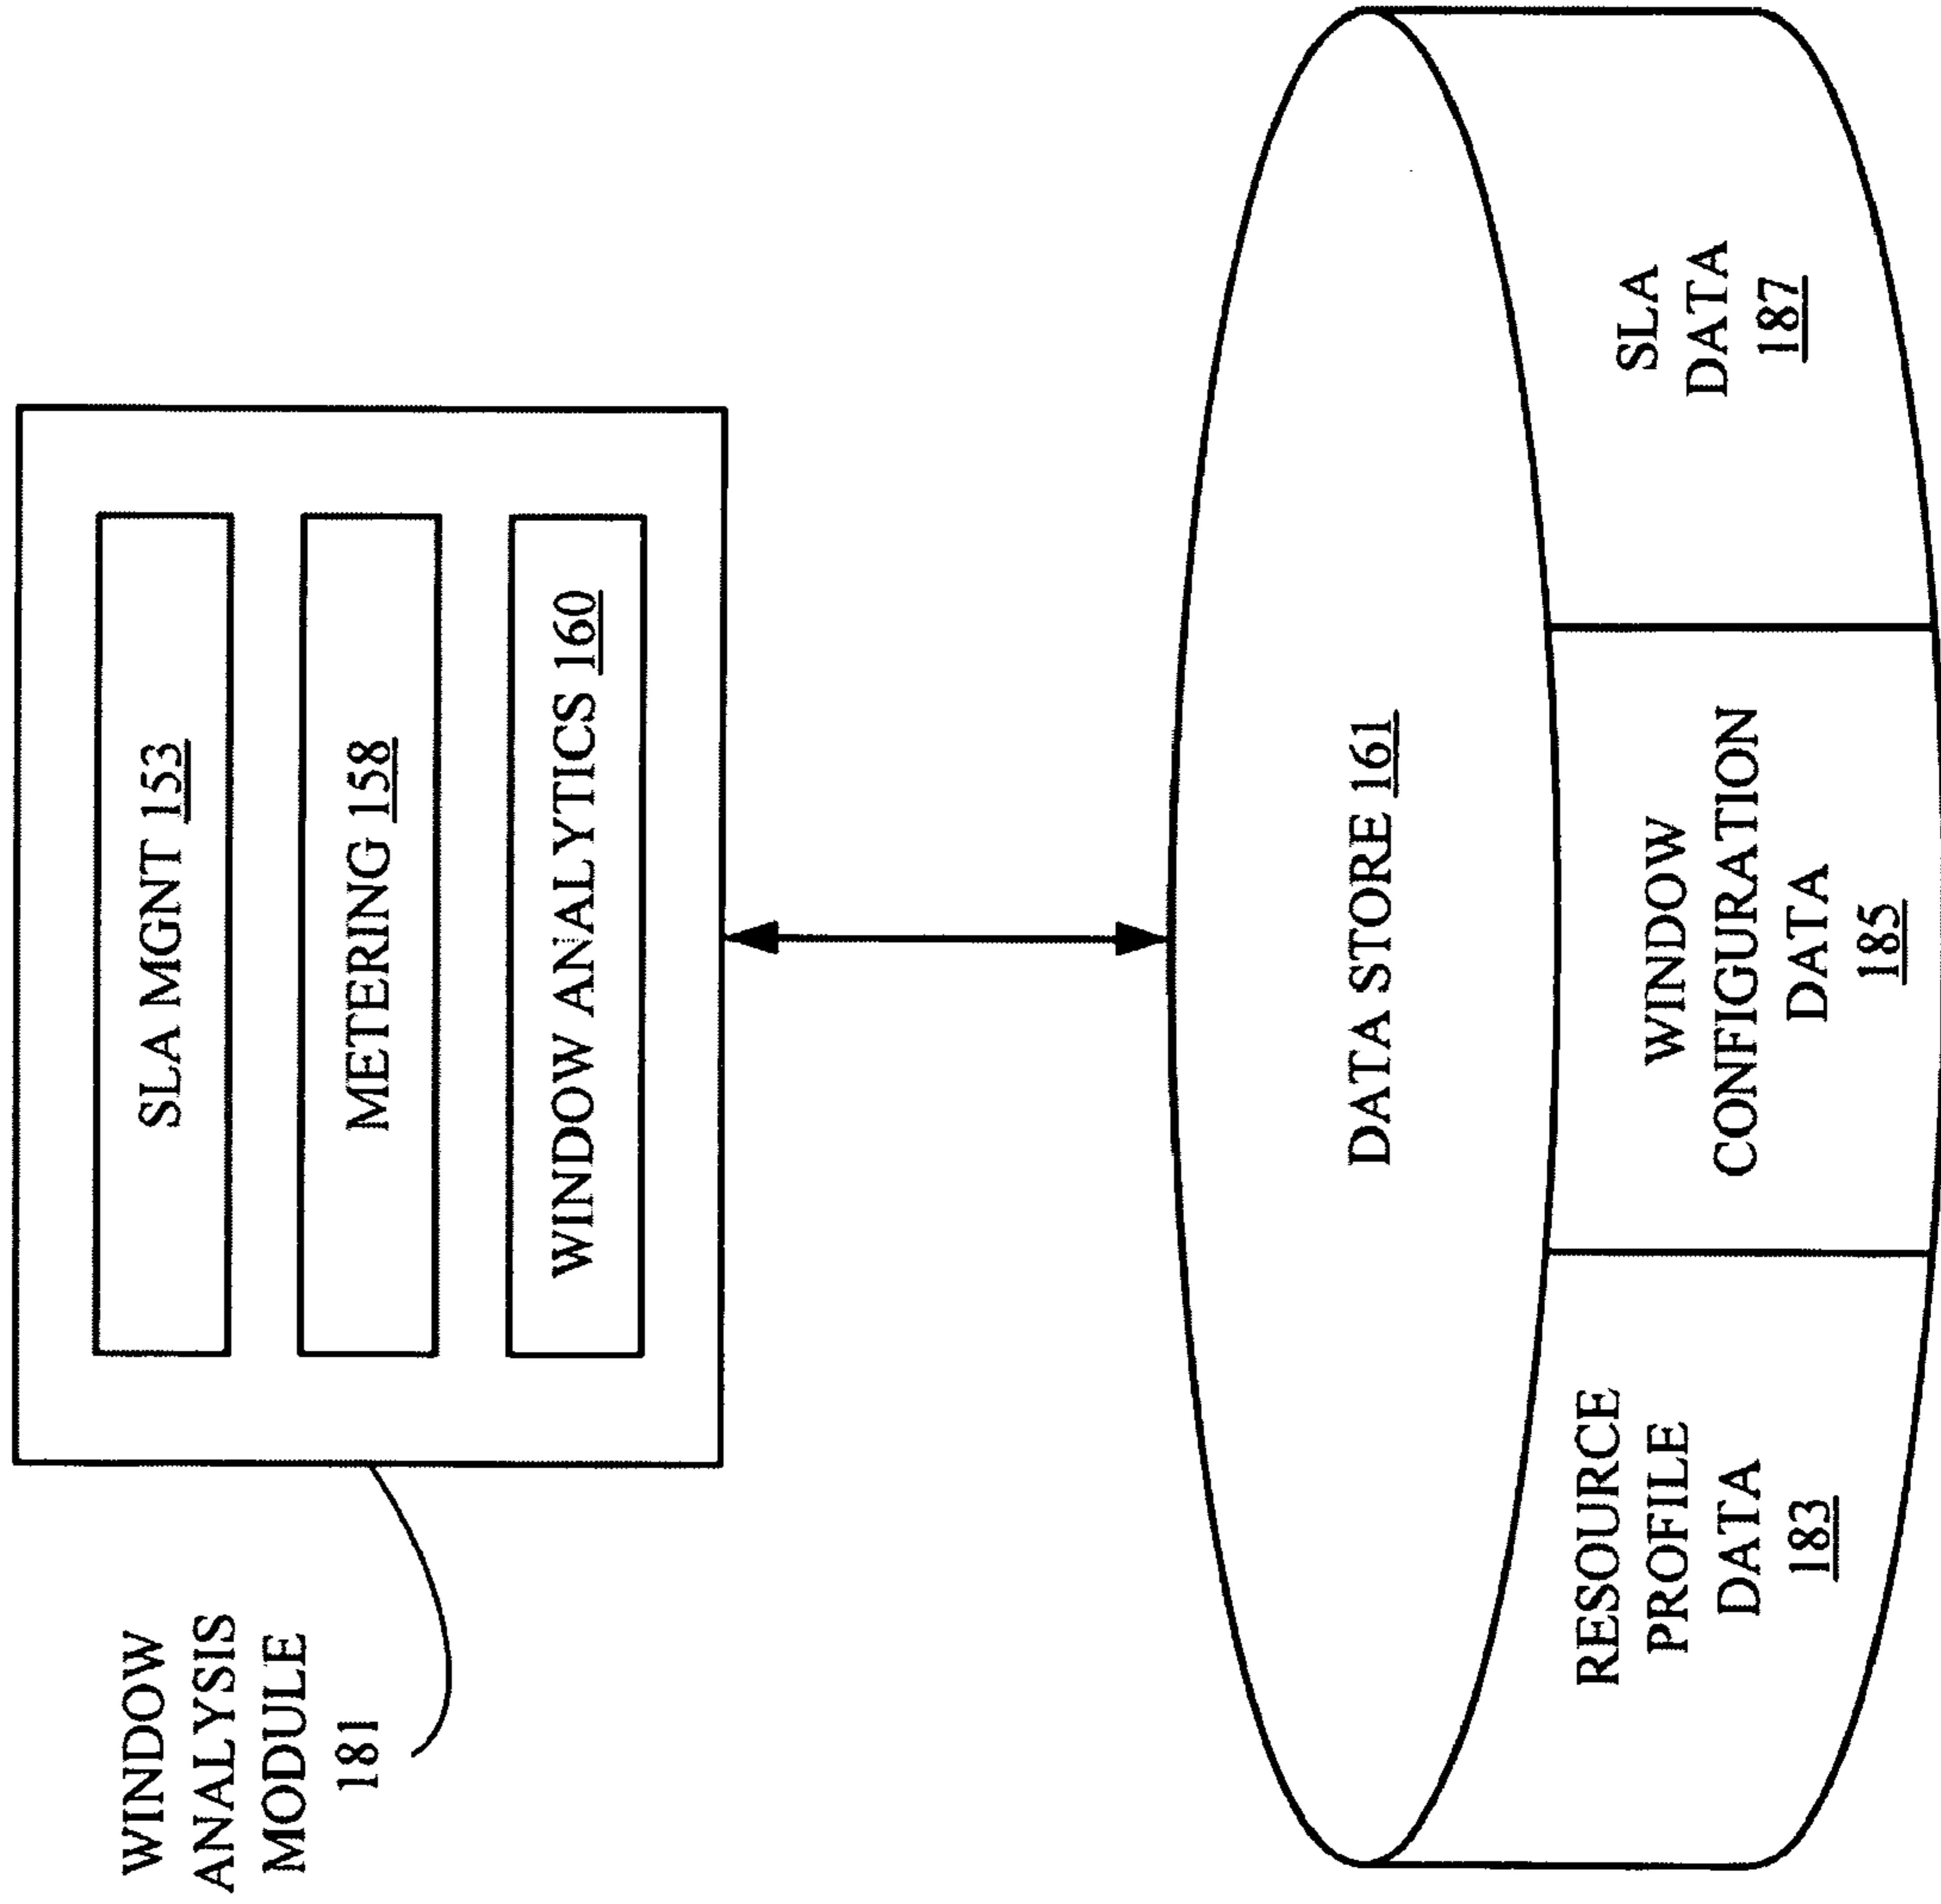 WINDOW
ANALYSIS
MODULE
181
SLA MGNT 153
METERING 158
WINDOW ANALYTICS 160
DATA STORE 161
RESOURCE
PROFILE
DATA
183
WINDOW
CONFIGURATION
DATA
185
SLA
DATA
187